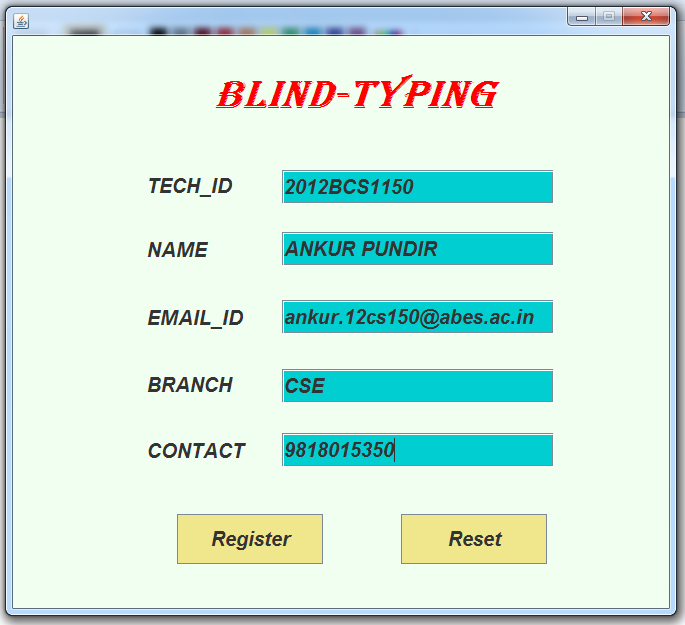 BLIND-TYPING
TECH_ID 2012BCS1150
NAME ANKUR PUNDIR
EMAIL_ID ankur.12cs150@abes.ac.in
BRANCH CSE
CONTACT 9818015350
Register Reset